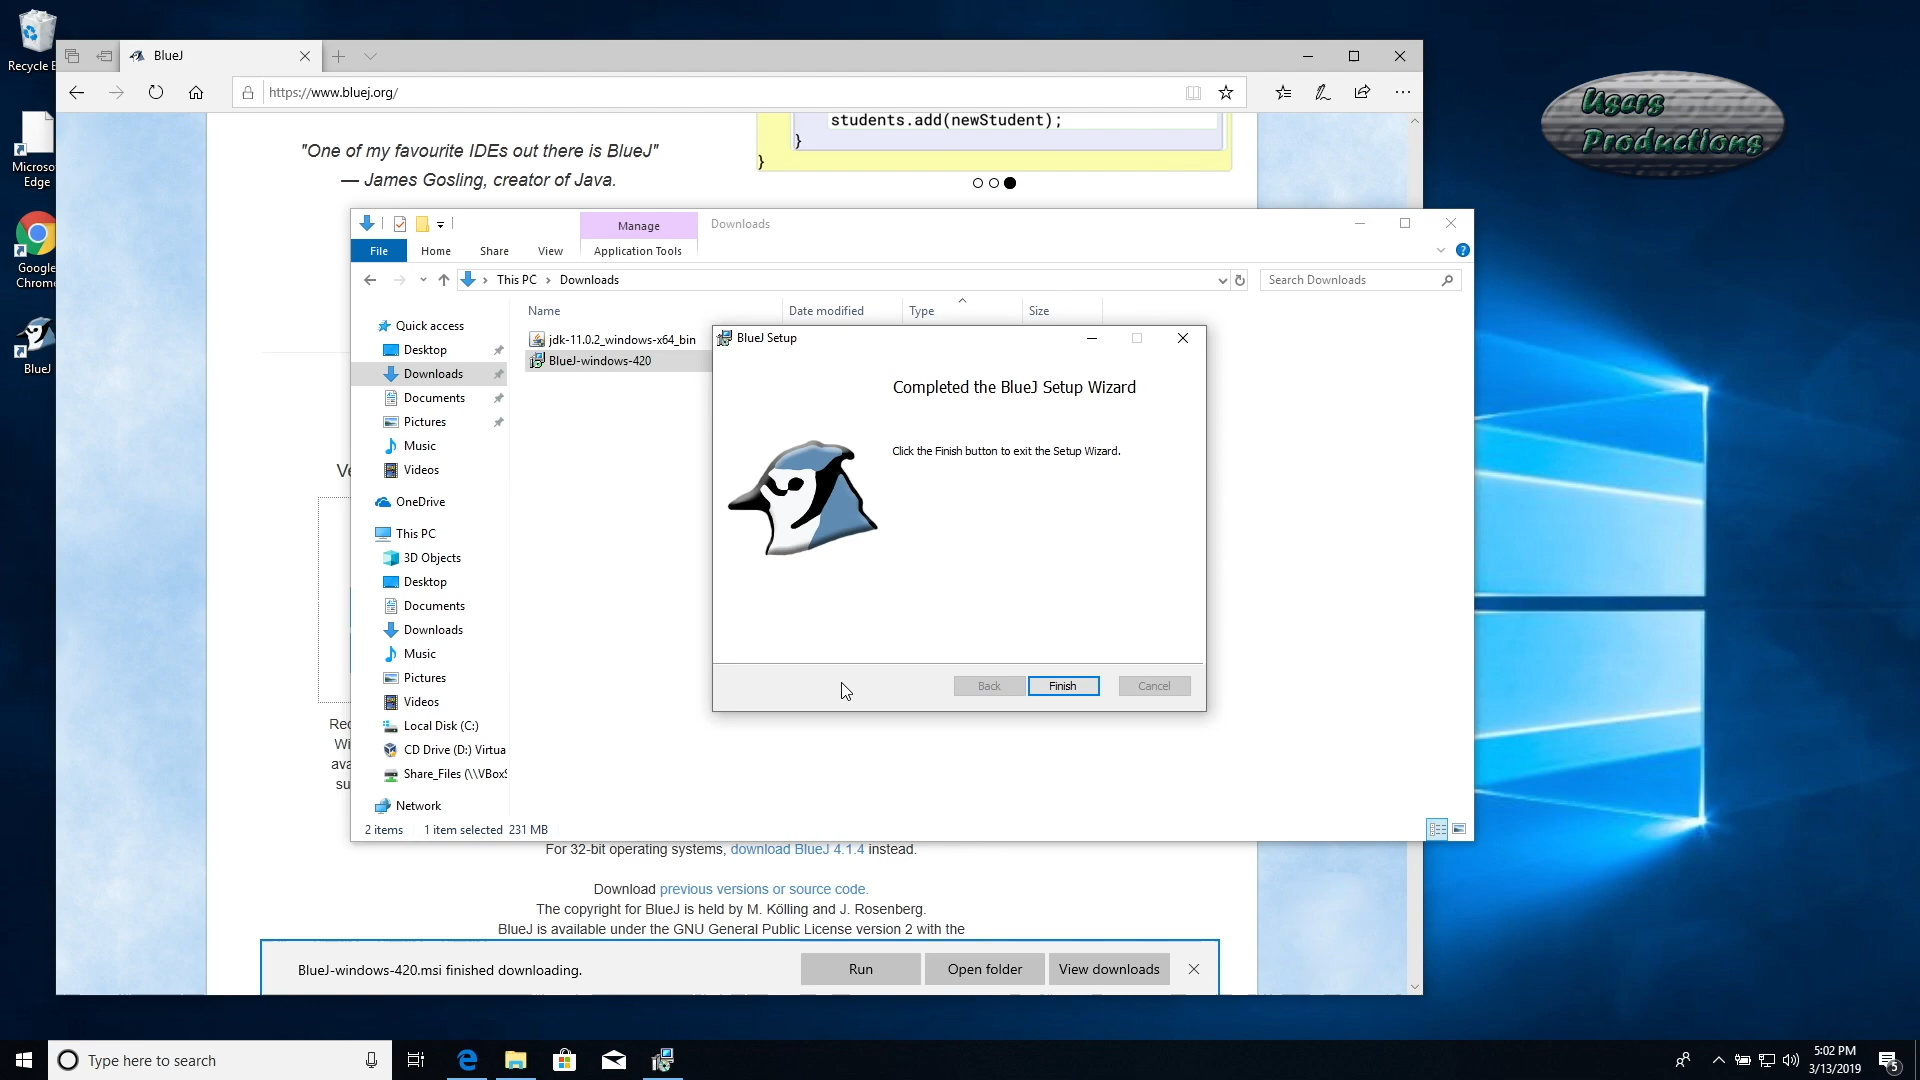 Recycle B
Microso
Edge
Google
Chrom
BlueJ
Users
Productions
BlueJ
https://www.bluej.org/
"One of my favourite IDEs out there is BlueJ"
— James Gosling, creator of Java.
students.add(newStudent);
}
}
Manage
Downloads
File
Home
Share
View
Application Tools
This PC
Downloads
Search Downloads
Name
Date modified
Type
Size
Quick access
Desktop
Downloads
Documents
Pictures
Music
Videos
OneDrive
This PC
3D Objects
Desktop
Documents
Downloads
Music
Pictures
Videos
Local Disk (C:)
CD Drive (D:) Virtua
Share_Files (\\VBoxS
Network
jdk-11.0.2_windows-x64_bin
BlueJ-windows-420
2 items
1 item selected 231 MB
BlueJ Setup
Completed the BlueJ Setup Wizard
Click the Finish button to exit the Setup Wizard.
Back
Finish
Cancel
Ve
Rec
Wi
ava
su
For 32-bit operating systems, download BlueJ 4.1.4 instead.
Download previous versions or source code.
The copyright for BlueJ is held by M. Kölling and J. Rosenberg.
BlueJ is available under the GNU General Public License version 2 with the
BlueJ-windows-420.msi finished downloading.
Run
Open folder
View downloads
Type here to search
5:02 PM
3/13/2019
5